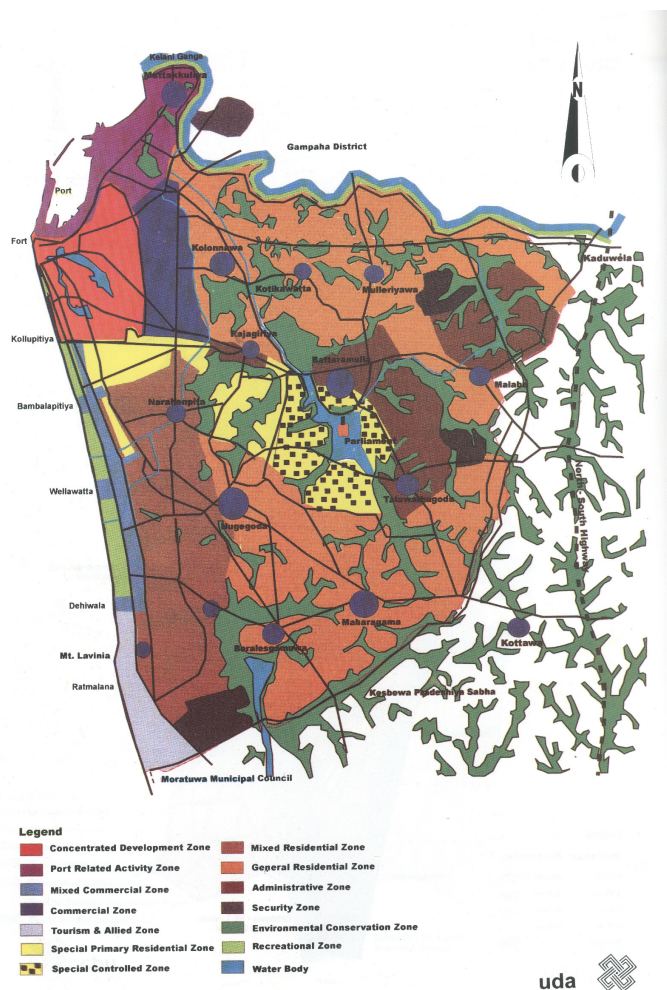 Kelani Ganga
Mattakkuliya
N
Gampaha District
Port
Fort
Kolonnawa
Kaduwela
Kotikawatta
Mulleriyawa
Kollupitiya
Rajagiriya
Battaramulla
Malabe
Bambalapitiya
Narahenpita
Parliament
Wellawatta
Talawathugoda
North - South Highway
Nugegoda
Dehiwala
Maharagama
Boralesgamuwa
Kottawa
Mt. Lavinia
Ratmalana
Kesbewa Pradeshiya Sabha
Moratuwa Municipal Council
Legend
Concentrated Development Zone
Port Related Activity Zone
Mixed Commercial Zone
Commercial Zone
Tourism & Allied Zone
Special Primary Residential Zone
Special Controlled Zone
Mixed Residential Zone
General Residential Zone
Administrative Zone
Security Zone
Environmental Conservation Zone
Recreational Zone
Water Body
uda